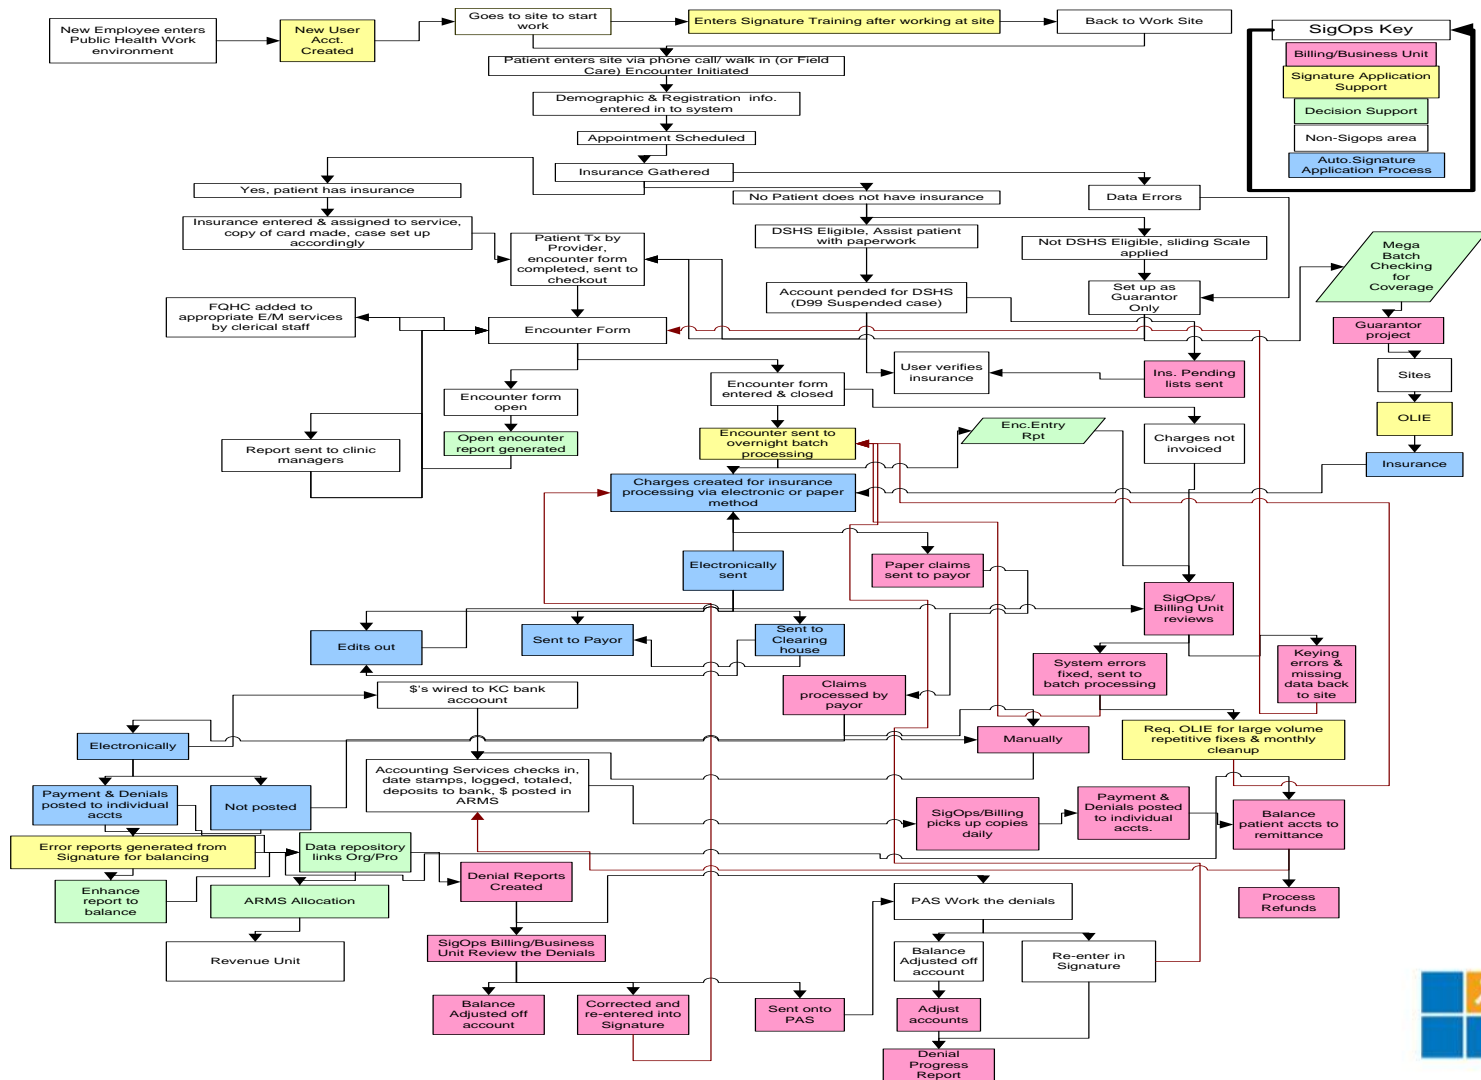 New Employee enters
Public Health Work
environment
New User
Acct.
Created
Goes to site to start
work
Enters Signature Training after working at site
Back to Work Site
SigOps Key
Billing/Business Unit
Signature Application
Support
Decision Support
Non-Sigops area
Auto.Signature
Application Process
Patient enters site via phone call/ walk in (or Field
Care) Encounter Initiated
Demographic & Registration info.
entered in to system
Appointment Scheduled
Insurance Gathered
Yes, patient has insurance
No Patient does not have insurance
Data Errors
Insurance entered & assigned to service,
copy of card made, case set up
accordingly
Patient Tx by
Provider,
encounter form
completed, sent to
checkout
DSHS Eligible, Assist patient
with paperwork
Not DSHS Eligible, sliding Scale
applied
Mega
Batch
Checking
for
Coverage
FQHC added to
appropriate E/M services
by clerical staff
Encounter Form
Account pended for DSHS
(D99 Suspended case)
Set up as
Guarantor
Only
Guarantor
project
Encounter form
open
Encounter form
entered & closed
User verifies
insurance
Ins. Pending
lists sent
Sites
OLIE
Insurance
Report sent to clinic
managers
Open encounter
report generated
Encounter sent to
overnight batch
processing
Enc.Entry
Rpt
Charges not
invoiced
Charges created for insurance
processing via electronic or paper
method
Electronically
sent
Paper claims
sent to payor
SigOps/
Billing Unit
reviews
Edits out
Sent to Payor
Sent to
Clearing
house
System errors
fixed, sent to
batch processing
Keying
errors &
missing
data back
to site
$'s wired to KC bank
accoount
Claims
processed by
payor
Electronically
Manually
Req. OLIE for large volume
repetitive fixes & monthly
cleanup
Payment & Denials
posted to individual
accts
Not posted
Accounting Services checks in,
date stamps, logged, totaled,
deposits to bank, $ posted in
ARMS
SigOps/Billing
picks up copies
daily
Payment &
Denials posted
to individual
accts.
Balance
patient accts to
remittance
Error reports generated from
Signature for balancing
Data repository
links Org/Pro
Denial Reports
Created
Enhance
report to
balance
ARMS Allocation
PAS Work the denials
Process
Refunds
Revenue Unit
SigOps Billing/Business
Unit Review the Denials
Balance
Adjusted off
account
Re-enter in
Signature
Balance
Adjusted off
account
Corrected and
re-entered into
Signature
Sent onto
PAS
Adjust
accounts
Denial
Progress
Report